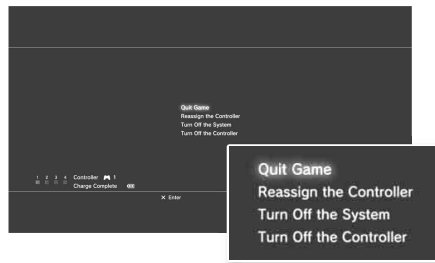 Quit Game
Reassign the Controller
Turn Off the System
Turn Off the Controller
1 2 3 4 Controller 1
Charge Complete
X Enter
Quit Game
Reassign the Controller
Turn Off the System
Turn Off the Controller